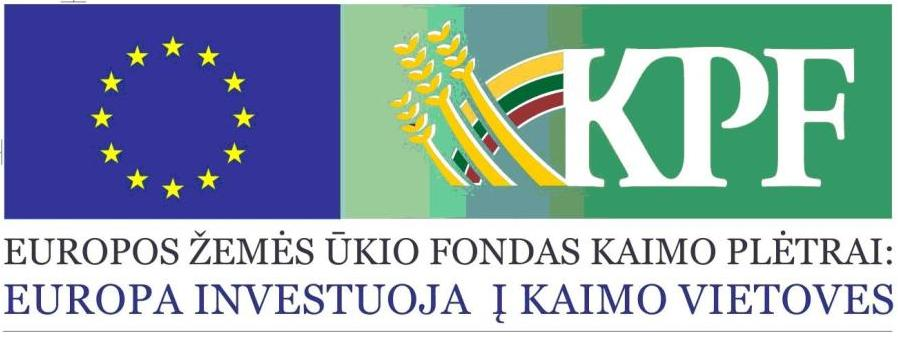 KPF
EUROPOS ŽEMĖS ŪKIO FONDAS KAIMO PLĖTRAI:
EUROPA INVESTUOJA Į KAIMO VIETOVES